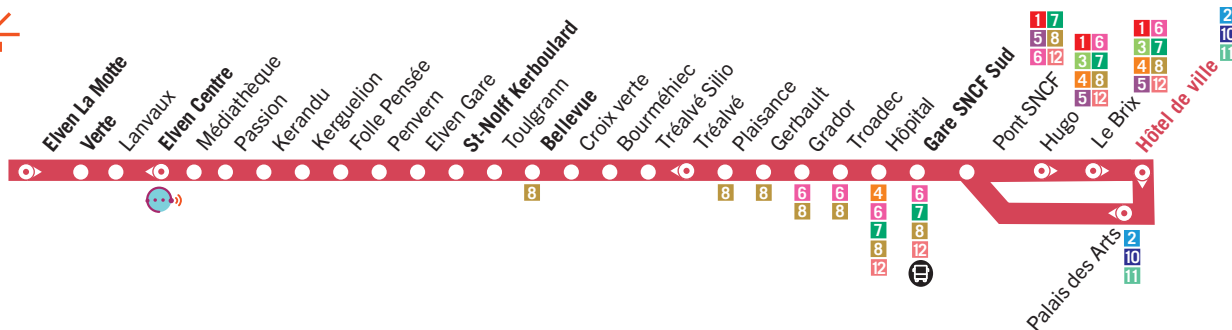 Elven La Motte
Verte
Lanvaux
Elven Centre
Médiathèque
Passion
Kerandu
Kerguelion
Folle Pensée
Penvern
Elven Gare
St-Nolff Kerboulard
Toulgrann
Bellevue
8
Croix verte
Bourméhiec
Tréalvé Silio
Tréalvé
Plaisance
8
Gerbault
8
Grador
6
8
Troadec
6
8
Hôpital
4
6
7
8
12
Gare SNCF Sud
6
7
8
12
Pont SNCF
1 7
5 8
6 12
Hugo
1 6
3 7
4 8
5 12
Le Brix
1 6
3 7
4 8
5 12
Hôtel de ville
2
10
11
Palais des Arts
2
10
11